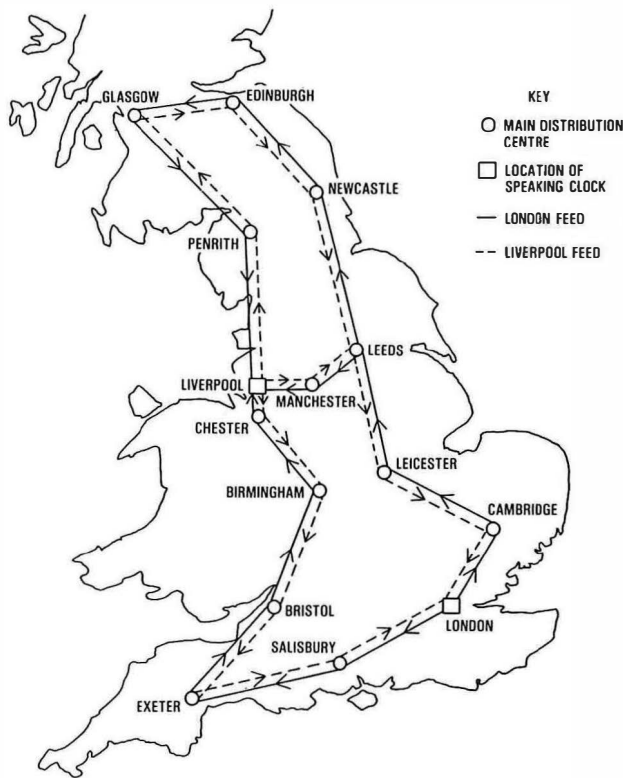 GLASGOW
EDINBURGH
NEWCASTLE
PENRITH
LEEDS
LIVERPOOL
MANCHESTER
CHESTER
LEICESTER
BIRMINGHAM
CAMBRIDGE
BRISTOL
LONDON
SALISBURY
EXETER
KEY
MAIN DISTRIBUTION
CENTRE
LOCATION OF
SPEAKING CLOCK
LONDON FEED
LIVERPOOL FEED